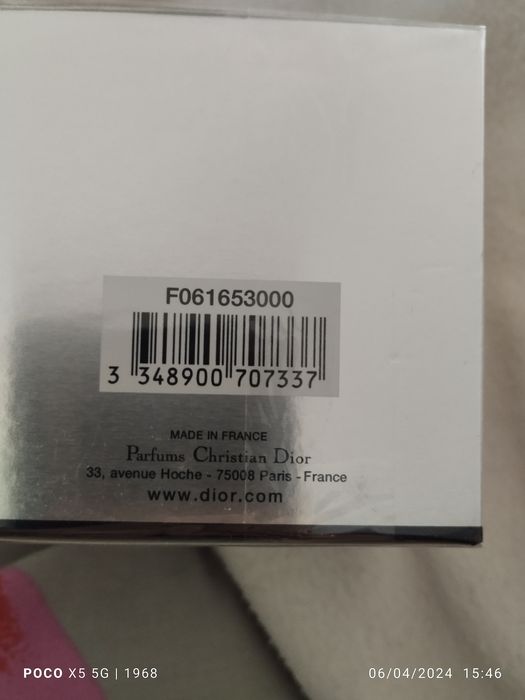 F061653000
3 348900 707337
MADE IN FRANCE
Parfums Christian Dior
33, avenue Hoche - 75008 Paris - France
www.dior.com
POCO X5 5G | 1968
06/04/2024 15:46